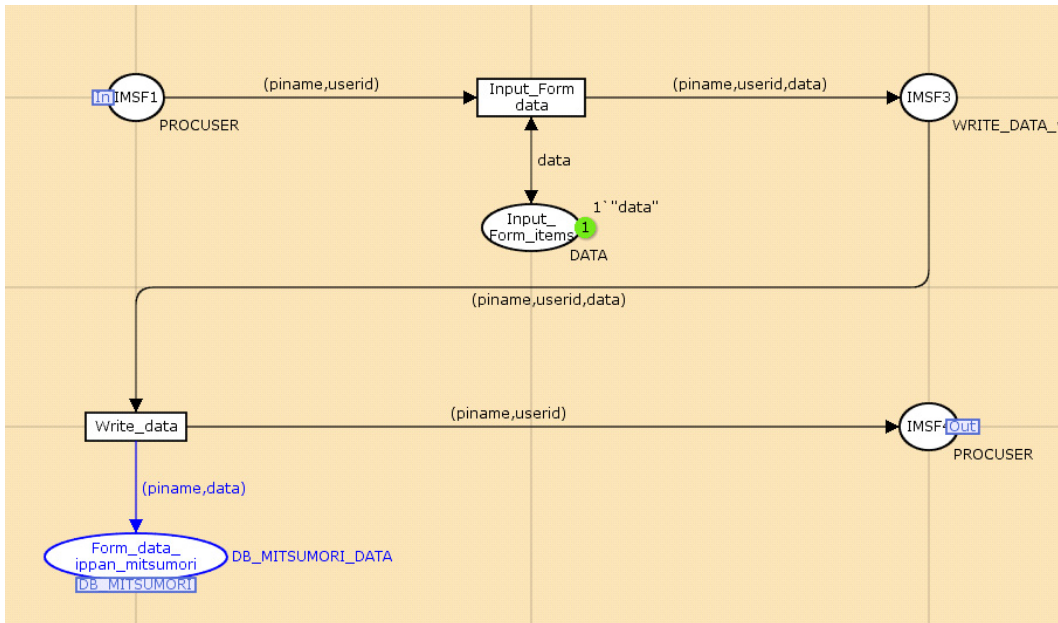 (piname,userid)
Input_Form
data
(piname,userid,data)
In
IMSF1
IMSF3
PROCUSER
WRITE_DATA_
data
1`"data"
Input_
Form_items
1
DATA
(piname,userid,data)
(piname,userid)
Write_data
IMSF4
Out
PROCUSER
(piname,data)
Form_data_
ippan_mitsumori
DB_MITSUMORI_DATA
DB_MITSUMORI